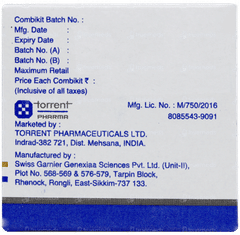 Combikit Batch No. :
Mfg. Date :
Expiry Date :
Batch No. (A) :
Batch No. (B) :
Maximum Retail
Price Each Combikit ₹ :
(Inclusive of all taxes)
torrent
PHARMA
Mfg. Lic. No. : M/750/2016
8085543-9091
Marketed by :
TORRENT PHARMACEUTICALS LTD.
Indrad-382 721, Dist. Mehsana, INDIA.
Manufactured by :
Swiss Garnier Genexiaa Sciences Pvt. Ltd. (Unit-II),
Plot No. 568-569 & 576-579, Tarpin Block,
Rhenock, Rongli, East-Sikkim-737 133.